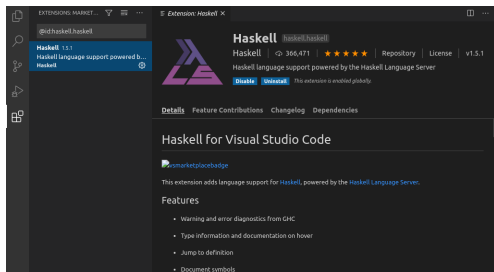 EXTENSIONS: MARKET...
@id:haskell.haskell
Haskell 1.5.1
Haskell language support powered b...
Haskell
Extension: Haskell
Haskell haskell.haskell
Haskell 366,471 Repository License v1.5.1
Haskell language support powered by the Haskell Language Server
Disable Uninstall This extension is enabled globally.
Details Feature Contributions Changelog Dependencies
Haskell for Visual Studio Code
vsmarketplacebadge
This extension adds language support for Haskell, powered by the Haskell Language Server.
Features
Warning and error diagnostics from GHC
Type information and documentation on hover
Jump to definition
Document symbols